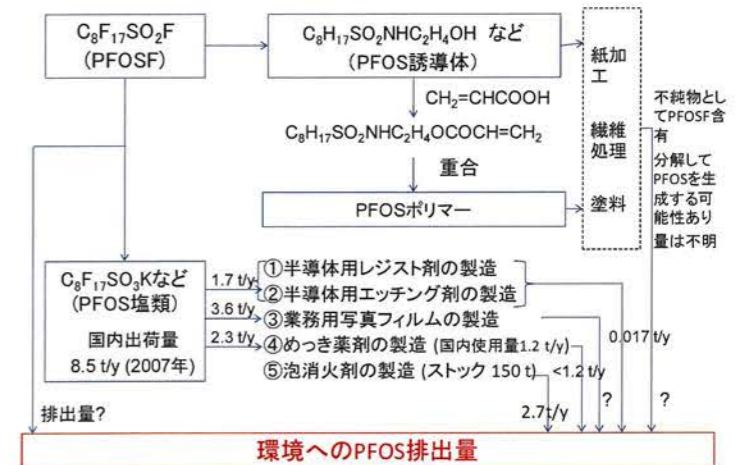 C₈F₁₇SO₂F
(PFOSF)
C₈H₁₇SO₂NHC₂H₄OH など
(PFOS誘導体)
CH₂=CHCOOH
C₈H₁₇SO₂NHC₂H₄OCOCH=CH₂
重合
PFOSポリマー
紙加
工
繊維
処理
塗料
不純物とし
てPFOSF含
有
分解して
PFOSを生
成する可
能性あり
量は不明
C₈F₁₇SO₃Kなど
(PFOS塩類)
国内出荷量
8.5 t/y (2007年)
1.7 t/y
3.6 t/y
2.3 t/y
①半導体用レジスト剤の製造
②半導体用エッチング剤の製造
③業務用写真フィルムの製造
④めっき薬剤の製造 (国内使用量1.2 t/y)
⑤泡消火剤の製造 (ストック 150 t)
<1.2 t/y
0.017 t/y
排出量?
2.7t/y
?
?
環境へのPFOS排出量